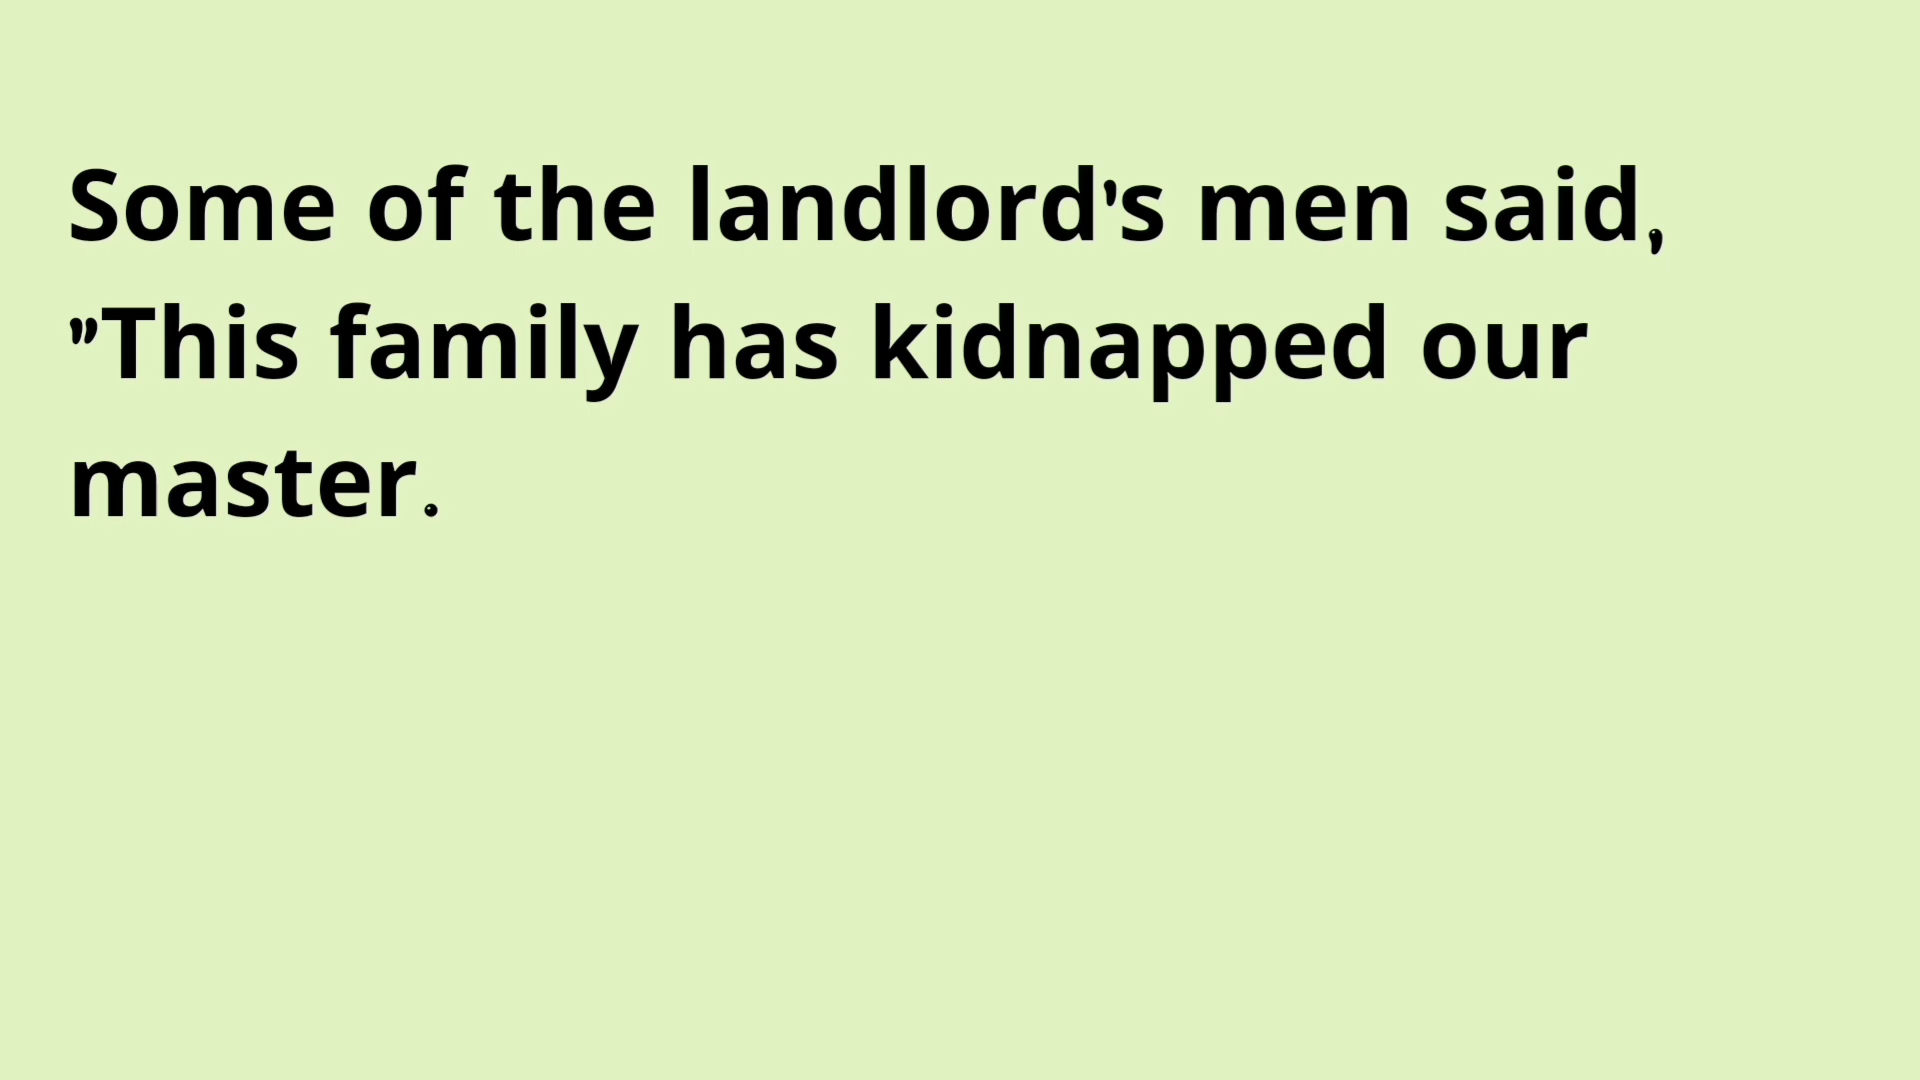 Some of the landlord's men said,
"This family has kidnapped our
master.